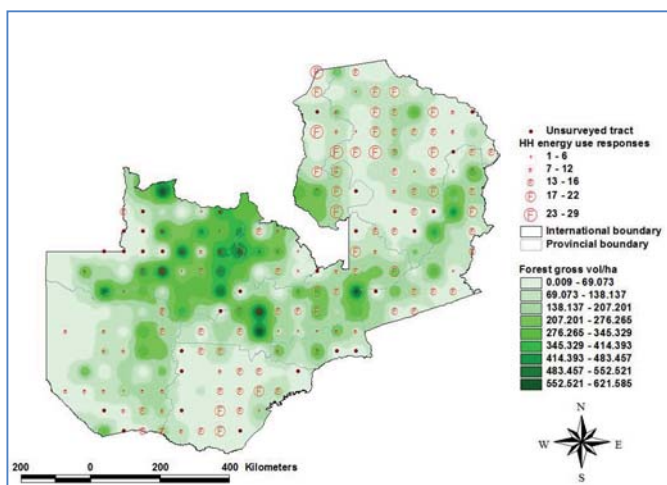 Unsurveyed tract
HH energy use responses
1 - 6
7 - 12
13 - 16
17 - 22
23 - 29
International boundary
Provincial boundary
Forest gross vol/ha
0.009 - 69.073
69.073 - 138.137
138.137 - 207.201
207.201 - 276.265
276.265 - 345.329
345.329 - 414.393
414.393 - 483.457
483.457 - 552.521
552.521 - 621.585
N
W E
S
200 0 200 400 Kilometers